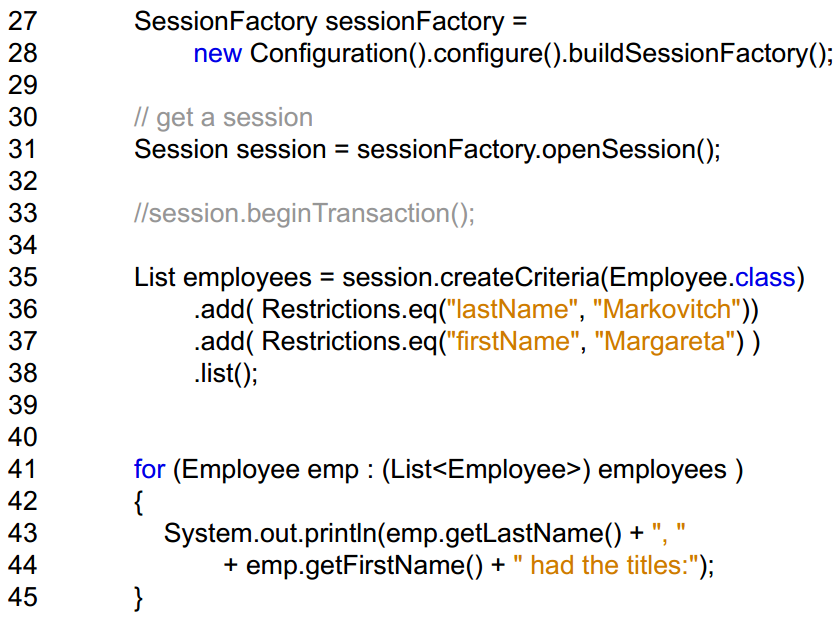 27 SessionFactory sessionFactory =
28 new Configuration().configure().buildSessionFactory();
29
30 // get a session
31 Session session = sessionFactory.openSession();
32
33 //session.beginTransaction();
34
35 List employees = session.createCriteria(Employee.class)
36 .add( Restrictions.eq("lastName", "Markovitch"))
37 .add( Restrictions.eq("firstName", "Margareta") )
38 .list();
39
40
41 for (Employee emp : (List<Employee>) employees )
42 {
43 System.out.println(emp.getLastName() + ", "
44 + emp.getFirstName() + " had the titles:");
45 }